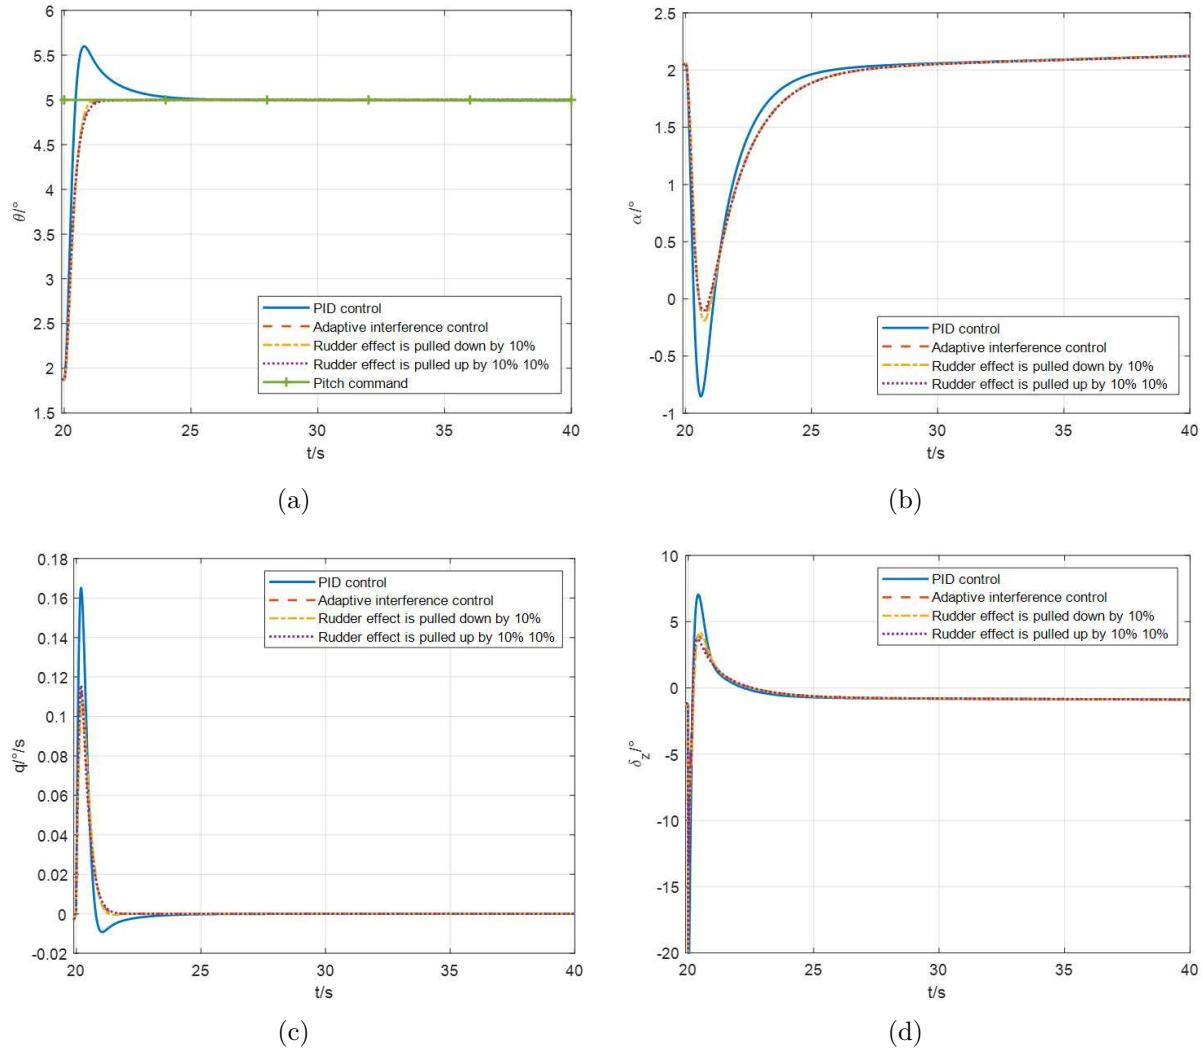 6
5.5
5
4.5
4
3.5
3
2.5
2
1.5
θ/°
20 25 30 35 40
t/s
PID control
Adaptive interference control
Rudder effect is pulled down by 10%
Rudder effect is pulled up by 10% 10%
Pitch command
(a)
2.5
2
1.5
1
0.5
0
-0.5
-1
α/°
20 25 30 35 40
t/s
PID control
Adaptive interference control
Rudder effect is pulled down by 10%
Rudder effect is pulled up by 10% 10%
(b)
0.18
0.16
0.14
0.12
0.1
0.08
0.06
0.04
0.02
0
-0.02
q/°/s
20 25 30 35 40
t/s
PID control
Adaptive interference control
Rudder effect is pulled down by 10%
Rudder effect is pulled up by 10% 10%
(c)
10
5
0
-5
-10
-15
-20
δz/°
20 25 30 35 40
t/s
PID control
Adaptive interference control
Rudder effect is pulled down by 10%
Rudder effect is pulled up by 10% 10%
(d)